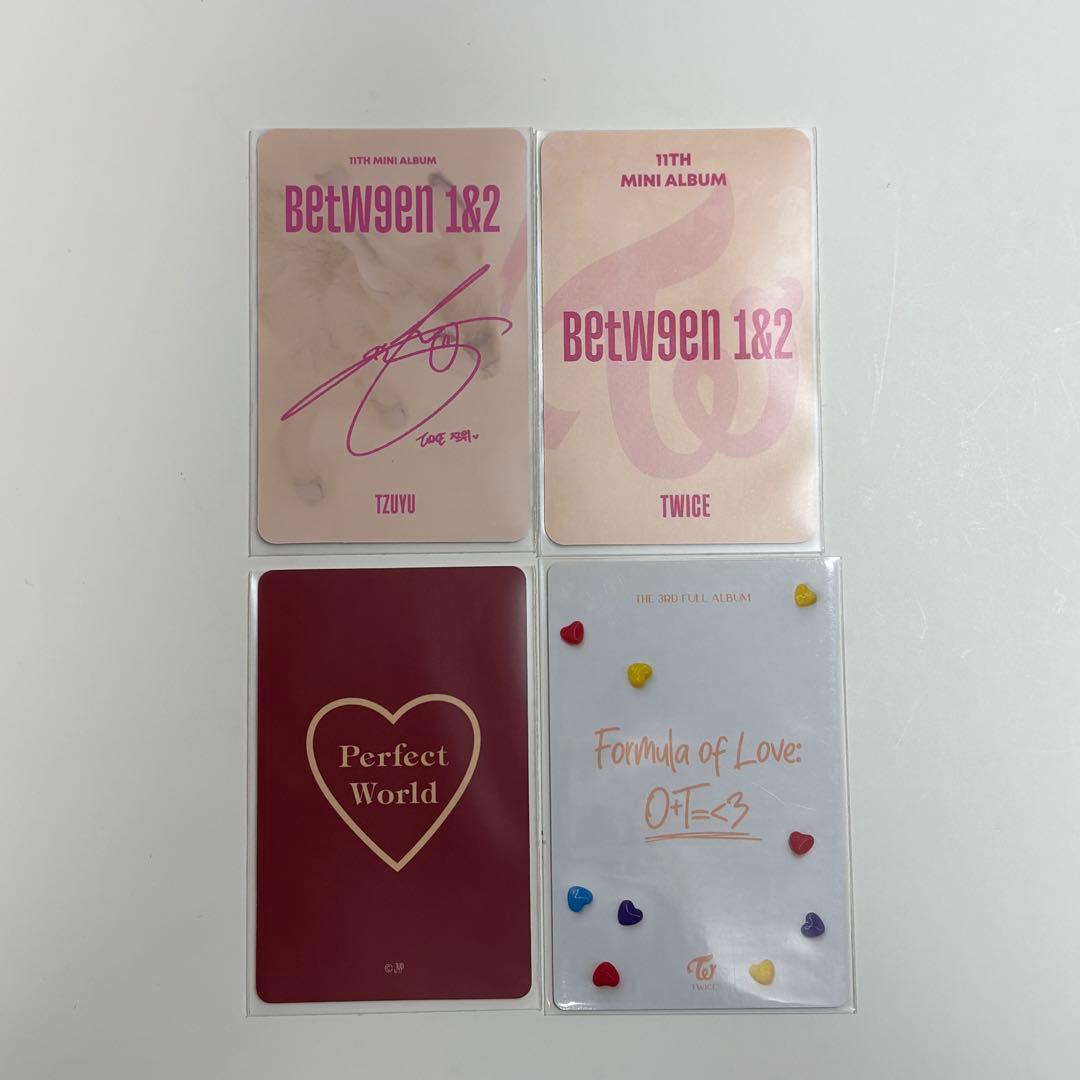 11TH MINI ALBUM
BetW9en 1&2
TWICE 쯔위♥
TZUYU
11TH
MINI ALBUM
BetW9en 1&2
TWICE
Perfect
World
© JYP
THE 3RD FULL ALBUM
Formula of Love:
O+T=<3
TWICE